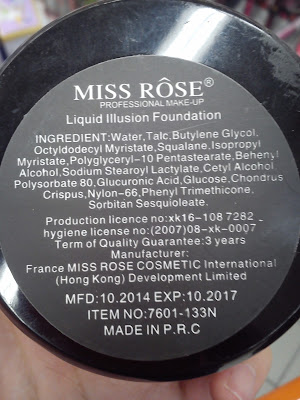 MISS RÔSE®
PROFESSIONAL MAKE-UP
Liquid Illusion Foundation
INGREDIENT:Water,Talc,Butylene Glycol,
Octyldodecyl Myristate,Squalane,Isopropyl
Myristate,Polyglyceryl-10 Pentastearate,Behenyl
Alcohol,Sodium Stearoyl Lactylate,Cetyl Alcohol,
Polysorbate 80,Glucuronic Acid,Glucose,Chondrus
Crispus,Nylon-66,Phenyl Trimethicone,
Sorbitan Sesquioleate.
Production licence no:xk16-108 7282
hygiene license no:(2007)08-xk-0007
Term of Quality Guarantee:3 years
Manufacturer:
France MISS ROSE COSMETIC International
(Hong Kong) Development Limited
MFD:10.2014 EXP:10.2017
ITEM NO:7601-133N
MADE IN P.R.C